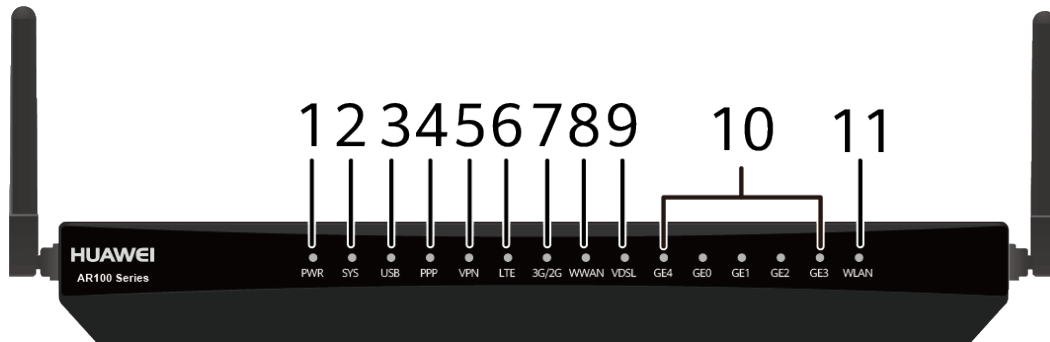 1 2 3 4 5 6 7 8 9 10 11
HUAWEI
AR100 Series
PWR SYS USB PPP VPN LTE 3G/2G WWAN VDSL GE4 GE0 GE1 GE2 GE3 WLAN